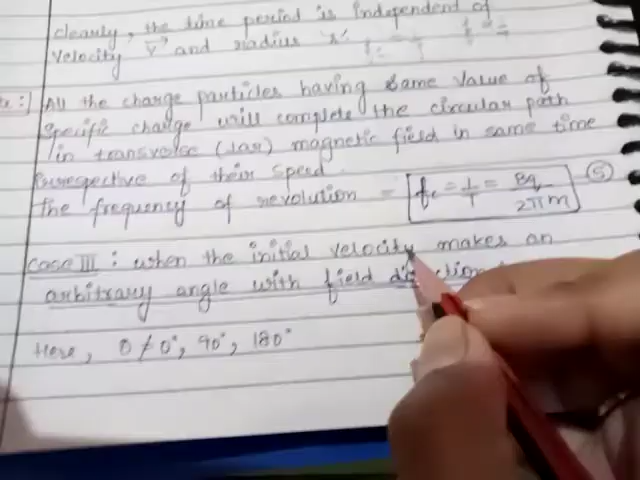 clearly, the time period is independent of
velocity 'v' and radius 'r'.
All the charge particles having same value of
specific charge will complete the circular path
in transverse (lar) magnetic field in same time
irrespective of their speed.
the frequency of revolution = fc = 1/T = Bq/2πm (5)
Case III : when the initial velocity makes an
arbitrary angle with field direction
Here, θ ≠ 0°, 90°, 180°